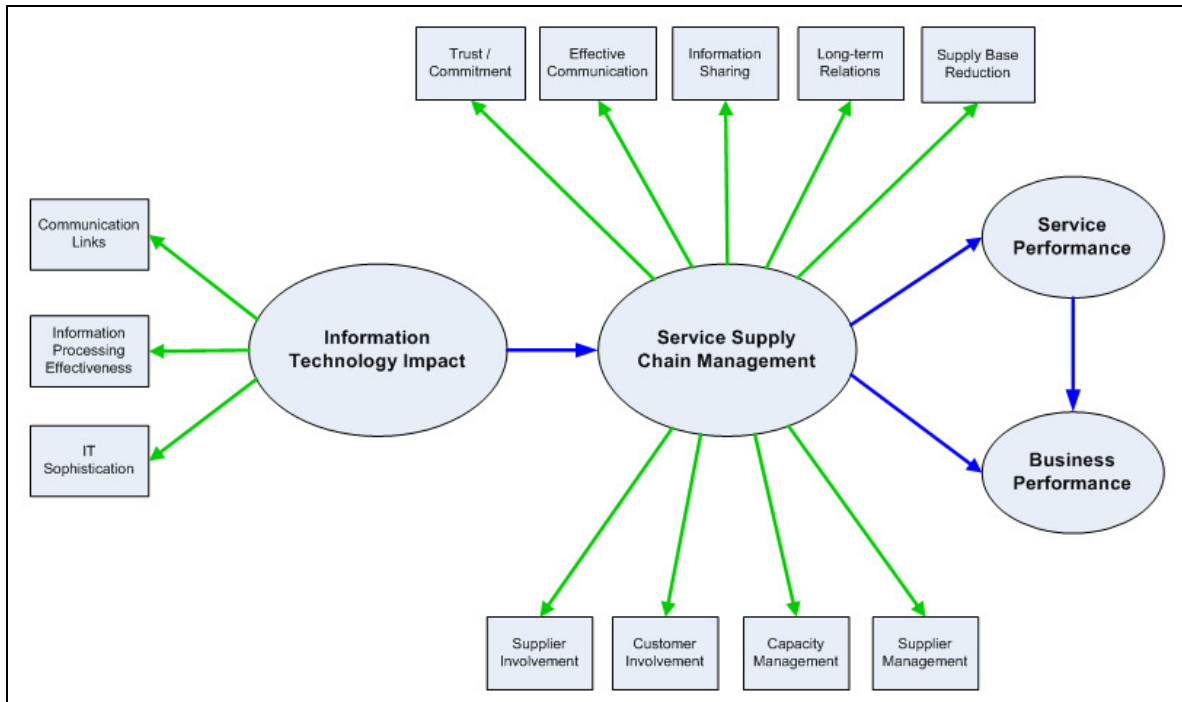 Trust /
Commitment
Effective
Communication
Information
Sharing
Long-term
Relations
Supply Base
Reduction
Communication
Links
Information
Processing
Effectiveness
IT
Sophistication
Information
Technology Impact
Service Supply
Chain Management
Service
Performance
Business
Performance
Supplier
Involvement
Customer
Involvement
Capacity
Management
Supplier
Management